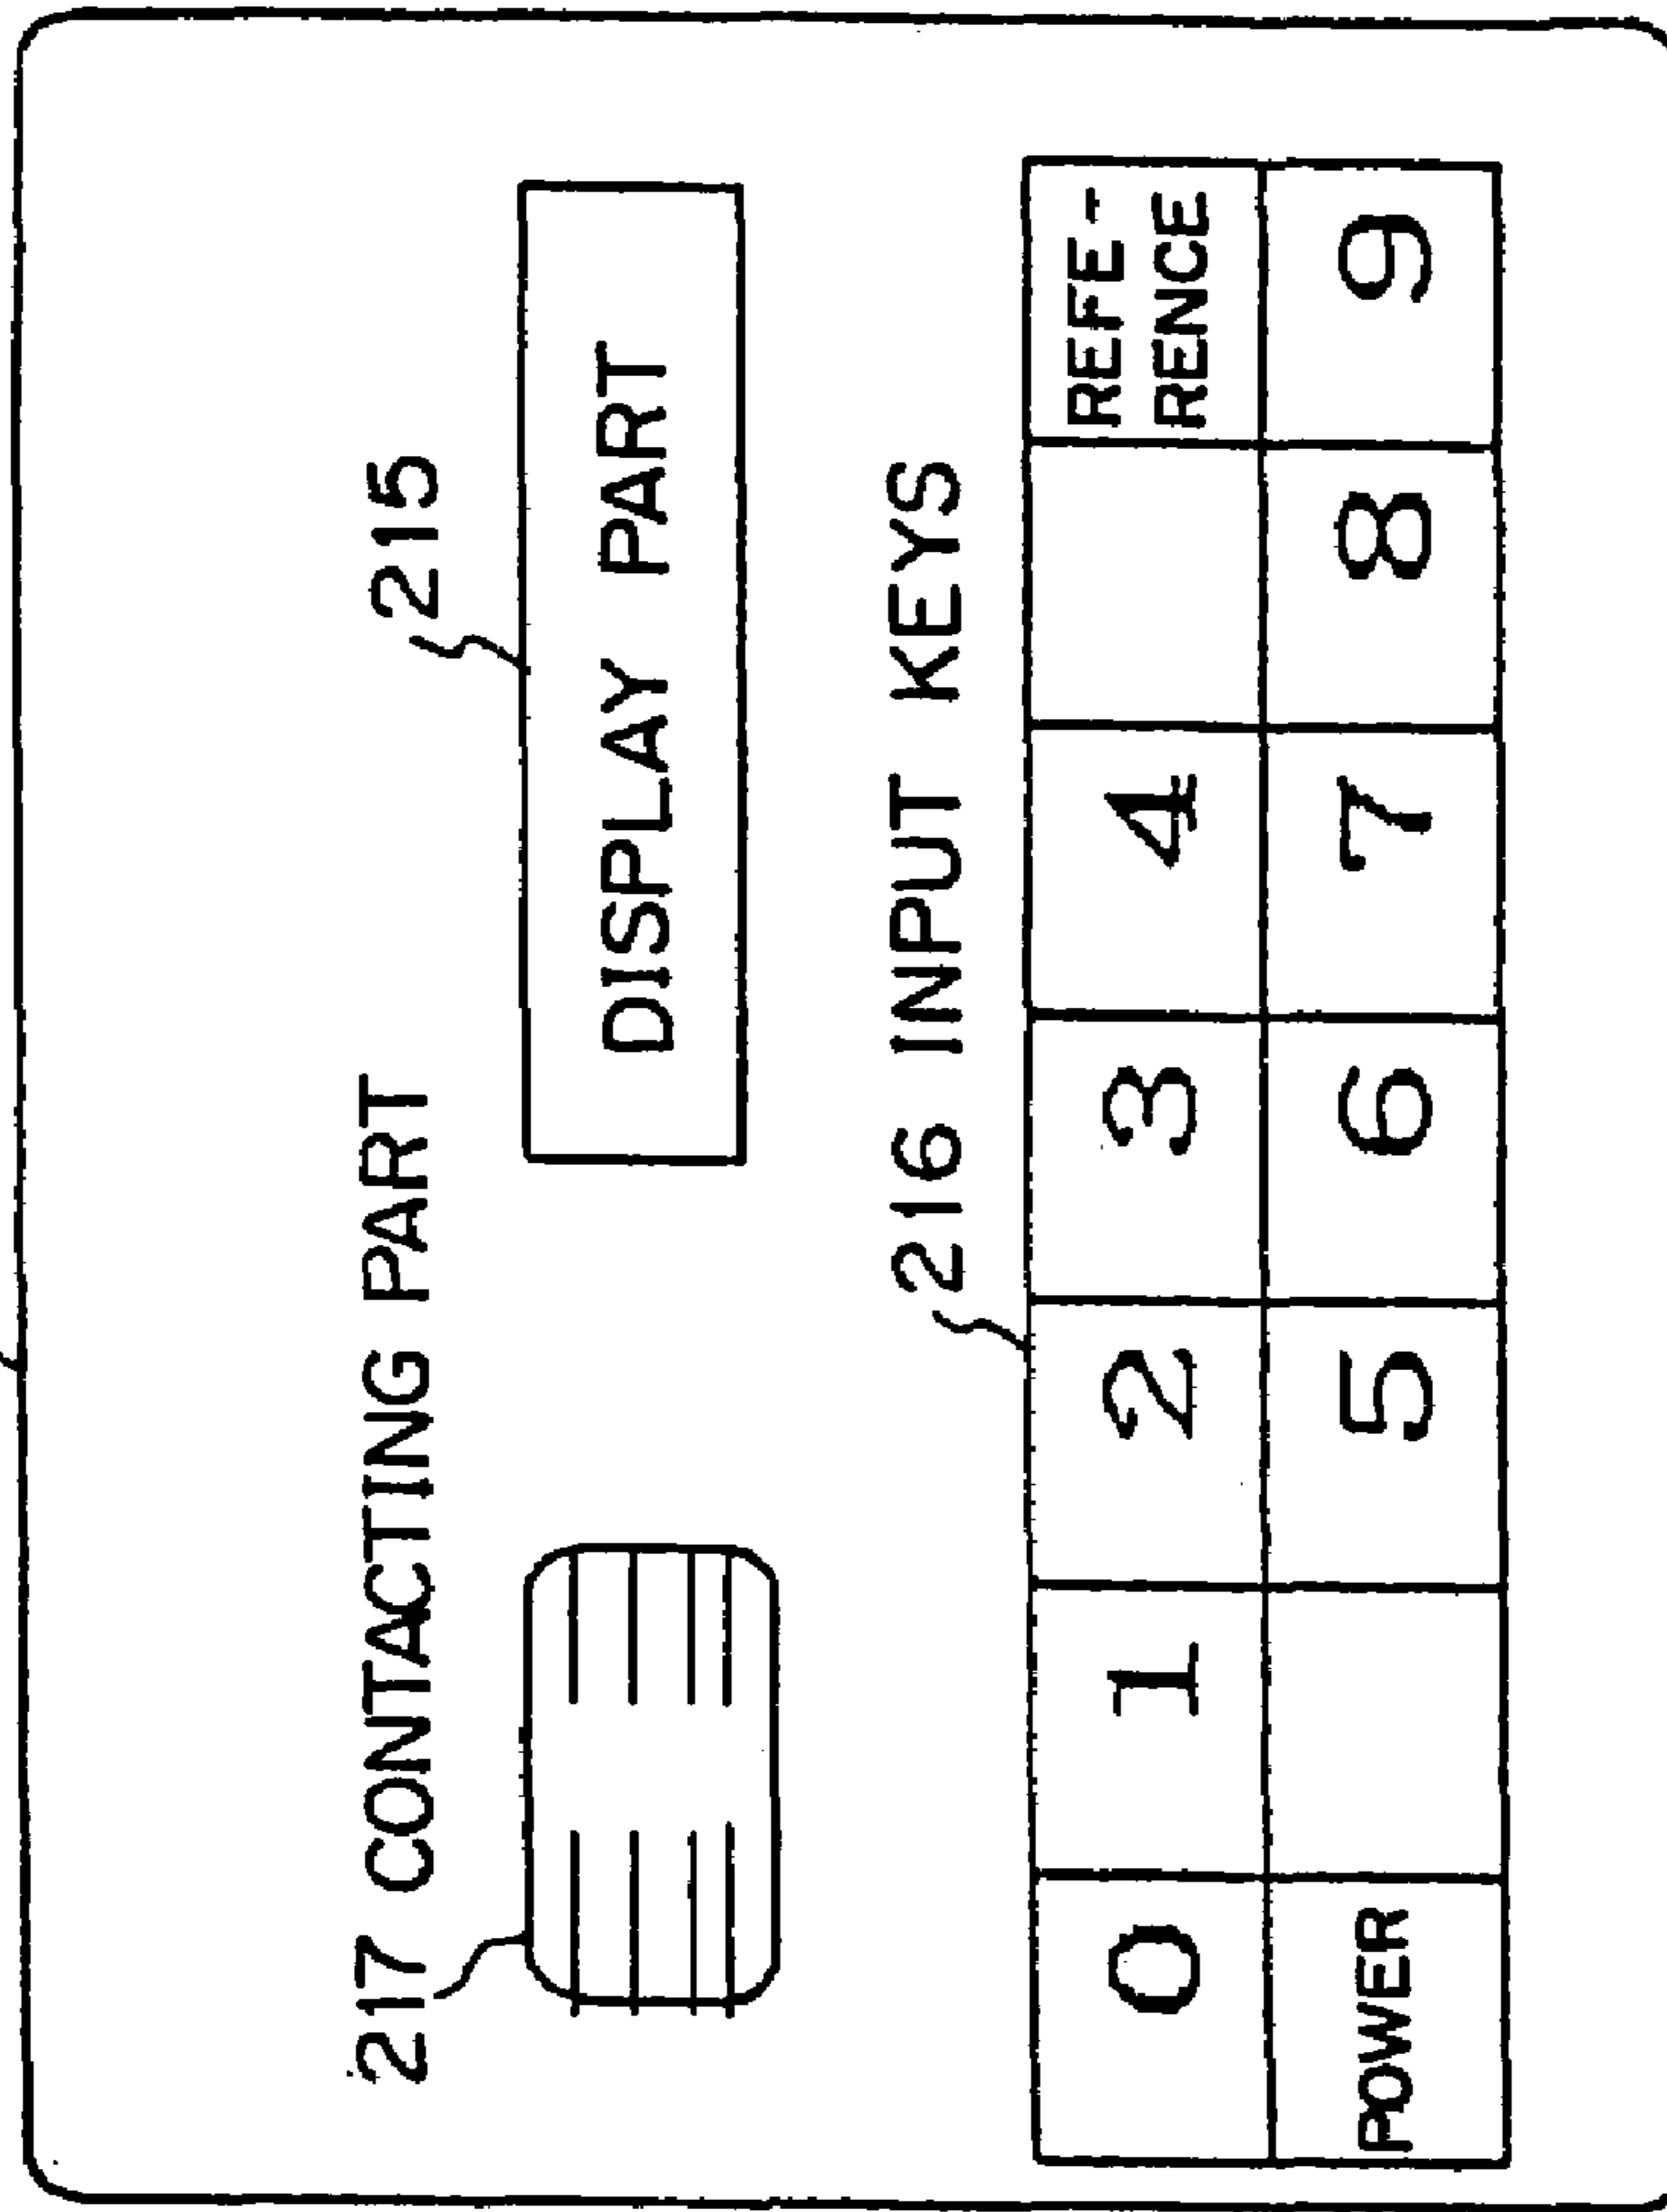 217 CONTACTING PART
215
DISPLAY PART
216 INPUT KEYS
0 1 2 3 4 REFE-
RENCE
POWER 5 6 7 8 9